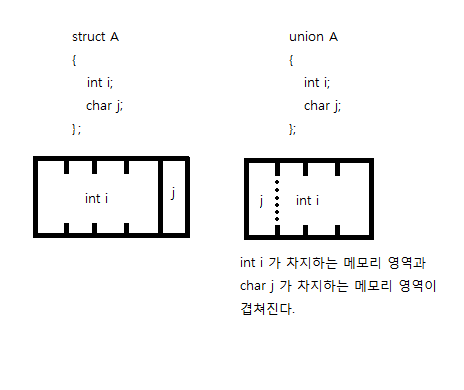 struct A
{
int i;
char j;
};
int i
j
union A
{
int i;
char j;
};
j
int i
int i 가 차지하는 메모리 영역과
char j 가 차지하는 메모리 영역이
겹쳐진다.